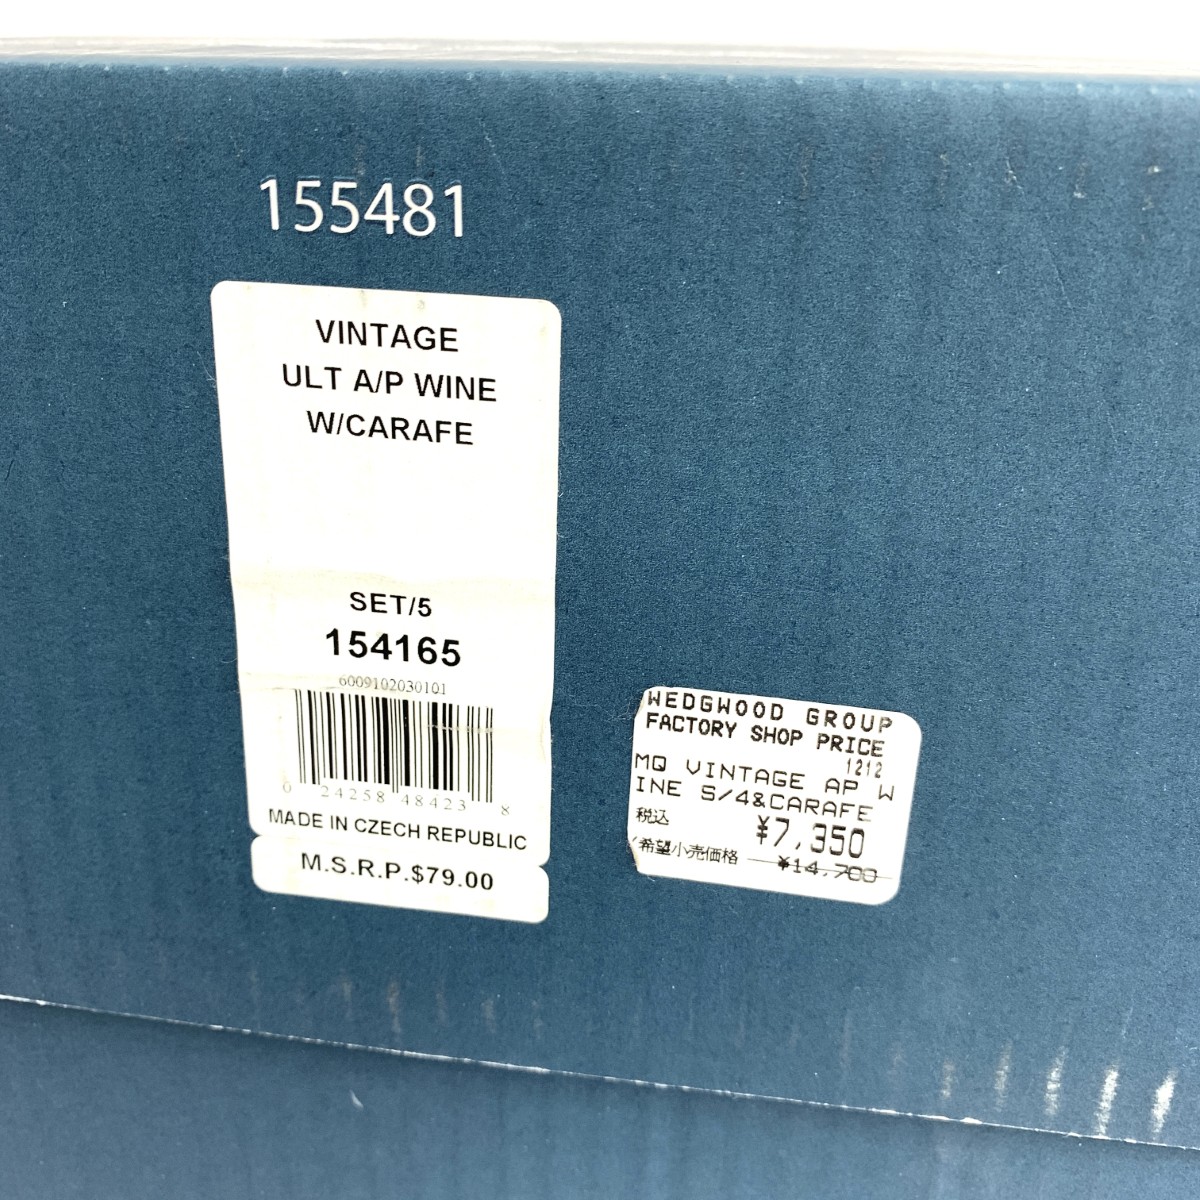 155481
VINTAGE
ULT A/P WINE
W/CARAFE
SET/5
154165
6009102030101
0 24258 48423 8
MADE IN CZECH REPUBLIC
M.S.R.P.$79.00
WEDGWOOD GROUP
FACTORY SHOP PRICE
1212
MQ VINTAGE AP W
INE S/4&CARAFE
税込 ¥7,350
希望小売価格 ¥14,700